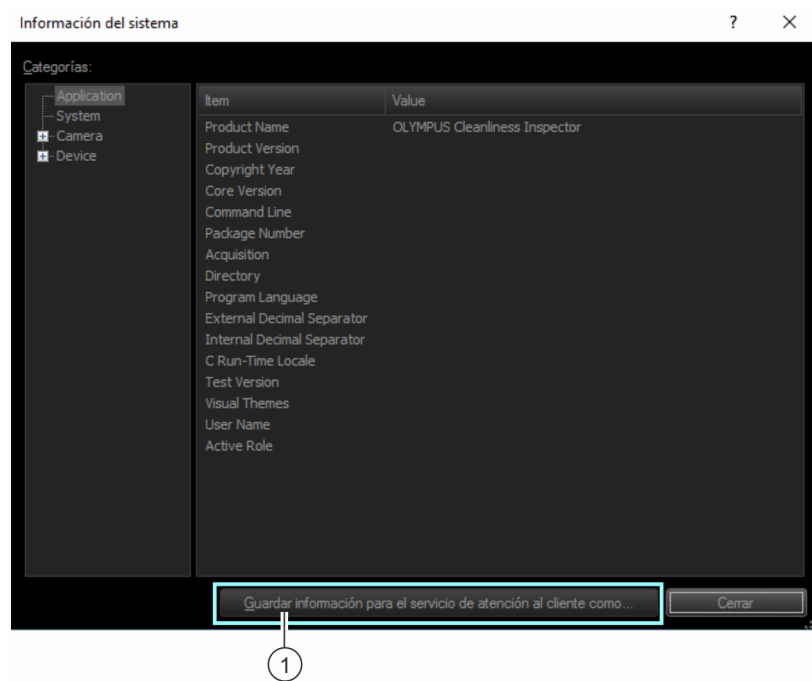 Información del sistema ? ×
Categorías:
Application
System
Camera
Device
Item Value
Product Name OLYMPUS Cleanliness Inspector
Product Version
Copyright Year
Core Version
Command Line
Package Number
Acquisition
Directory
Program Language
External Decimal Separator
Internal Decimal Separator
C Run-Time Locale
Test Version
Visual Themes
User Name
Active Role
Guardar información para el servicio de atención al cliente como... Cerrar
1